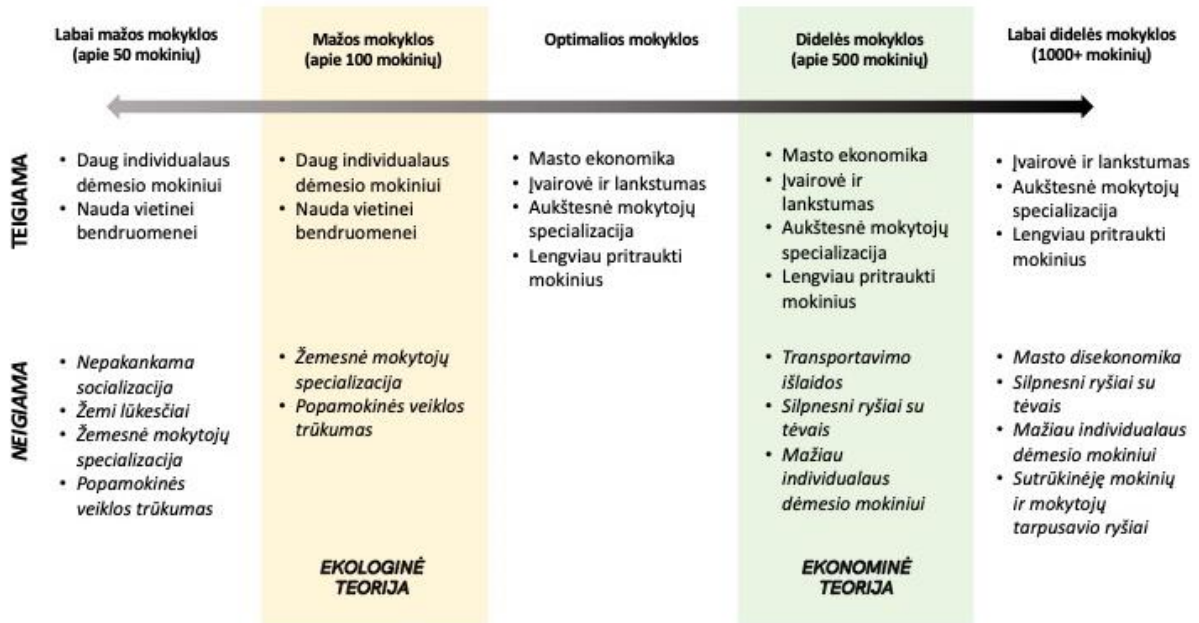 Labai mažos mokyklos
(apie 50 mokinių)
Mažos mokyklos
(apie 100 mokinių)
Optimalios mokyklos
Didelės mokyklos
(apie 500 mokinių)
Labai didelės mokyklos
(1000+ mokinių)
TEIGIAMA
• Daug individualaus
dėmesio mokiniui
• Nauda vietinei
bendruomenei
• Daug individualaus
dėmesio mokiniui
• Nauda vietinei
bendruomenei
• Masto ekonomika
• Įvairovė ir lankstumas
• Aukštesnė mokytojų
specializacija
• Lengviau pritraukti
mokinius
• Masto ekonomika
• Įvairovė ir
lankstumas
• Aukštesnė mokytojų
specializacija
• Lengviau pritraukti
mokinius
• Įvairovė ir lankstumas
• Aukštesnė mokytojų
specializacija
• Lengviau pritraukti
mokinius
NEIGIAMA
• Nepakankama
socializacija
• Žemi lūkesčiai
• Žemesnė mokytojų
specializacija
• Popamokinės
veiklos trūkumas
• Žemesnė mokytojų
specializacija
• Popamokinės veiklos
trūkumas
• Transportavimo
išlaidos
• Silpnesni ryšiai su
tėvais
• Mažiau
individualaus
dėmesio mokiniui
• Masto disekonomika
• Silpnesni ryšiai su
tėvais
• Mažiau individualaus
dėmesio mokiniui
• Sutrūkinėję mokinių
ir mokytojų
tarpusavio ryšiai
EKOLOGINĖ
TEORIJA
EKONOMINĖ
TEORIJA